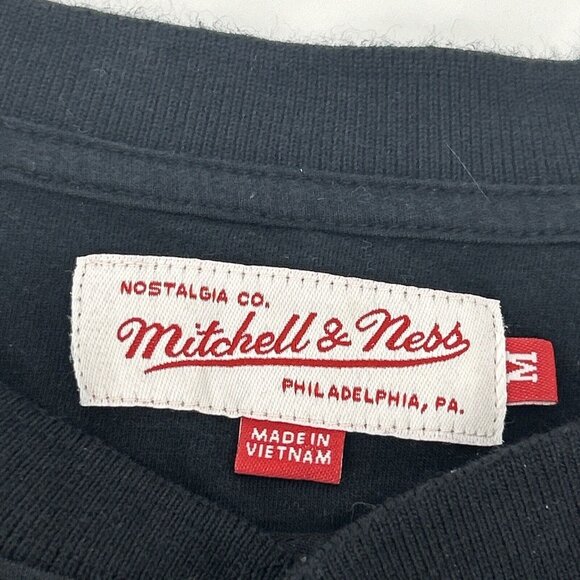 NOSTALGIA CO.
Mitchell & Ness
PHILADELPHIA, PA.
M
MADE IN
VIETNAM